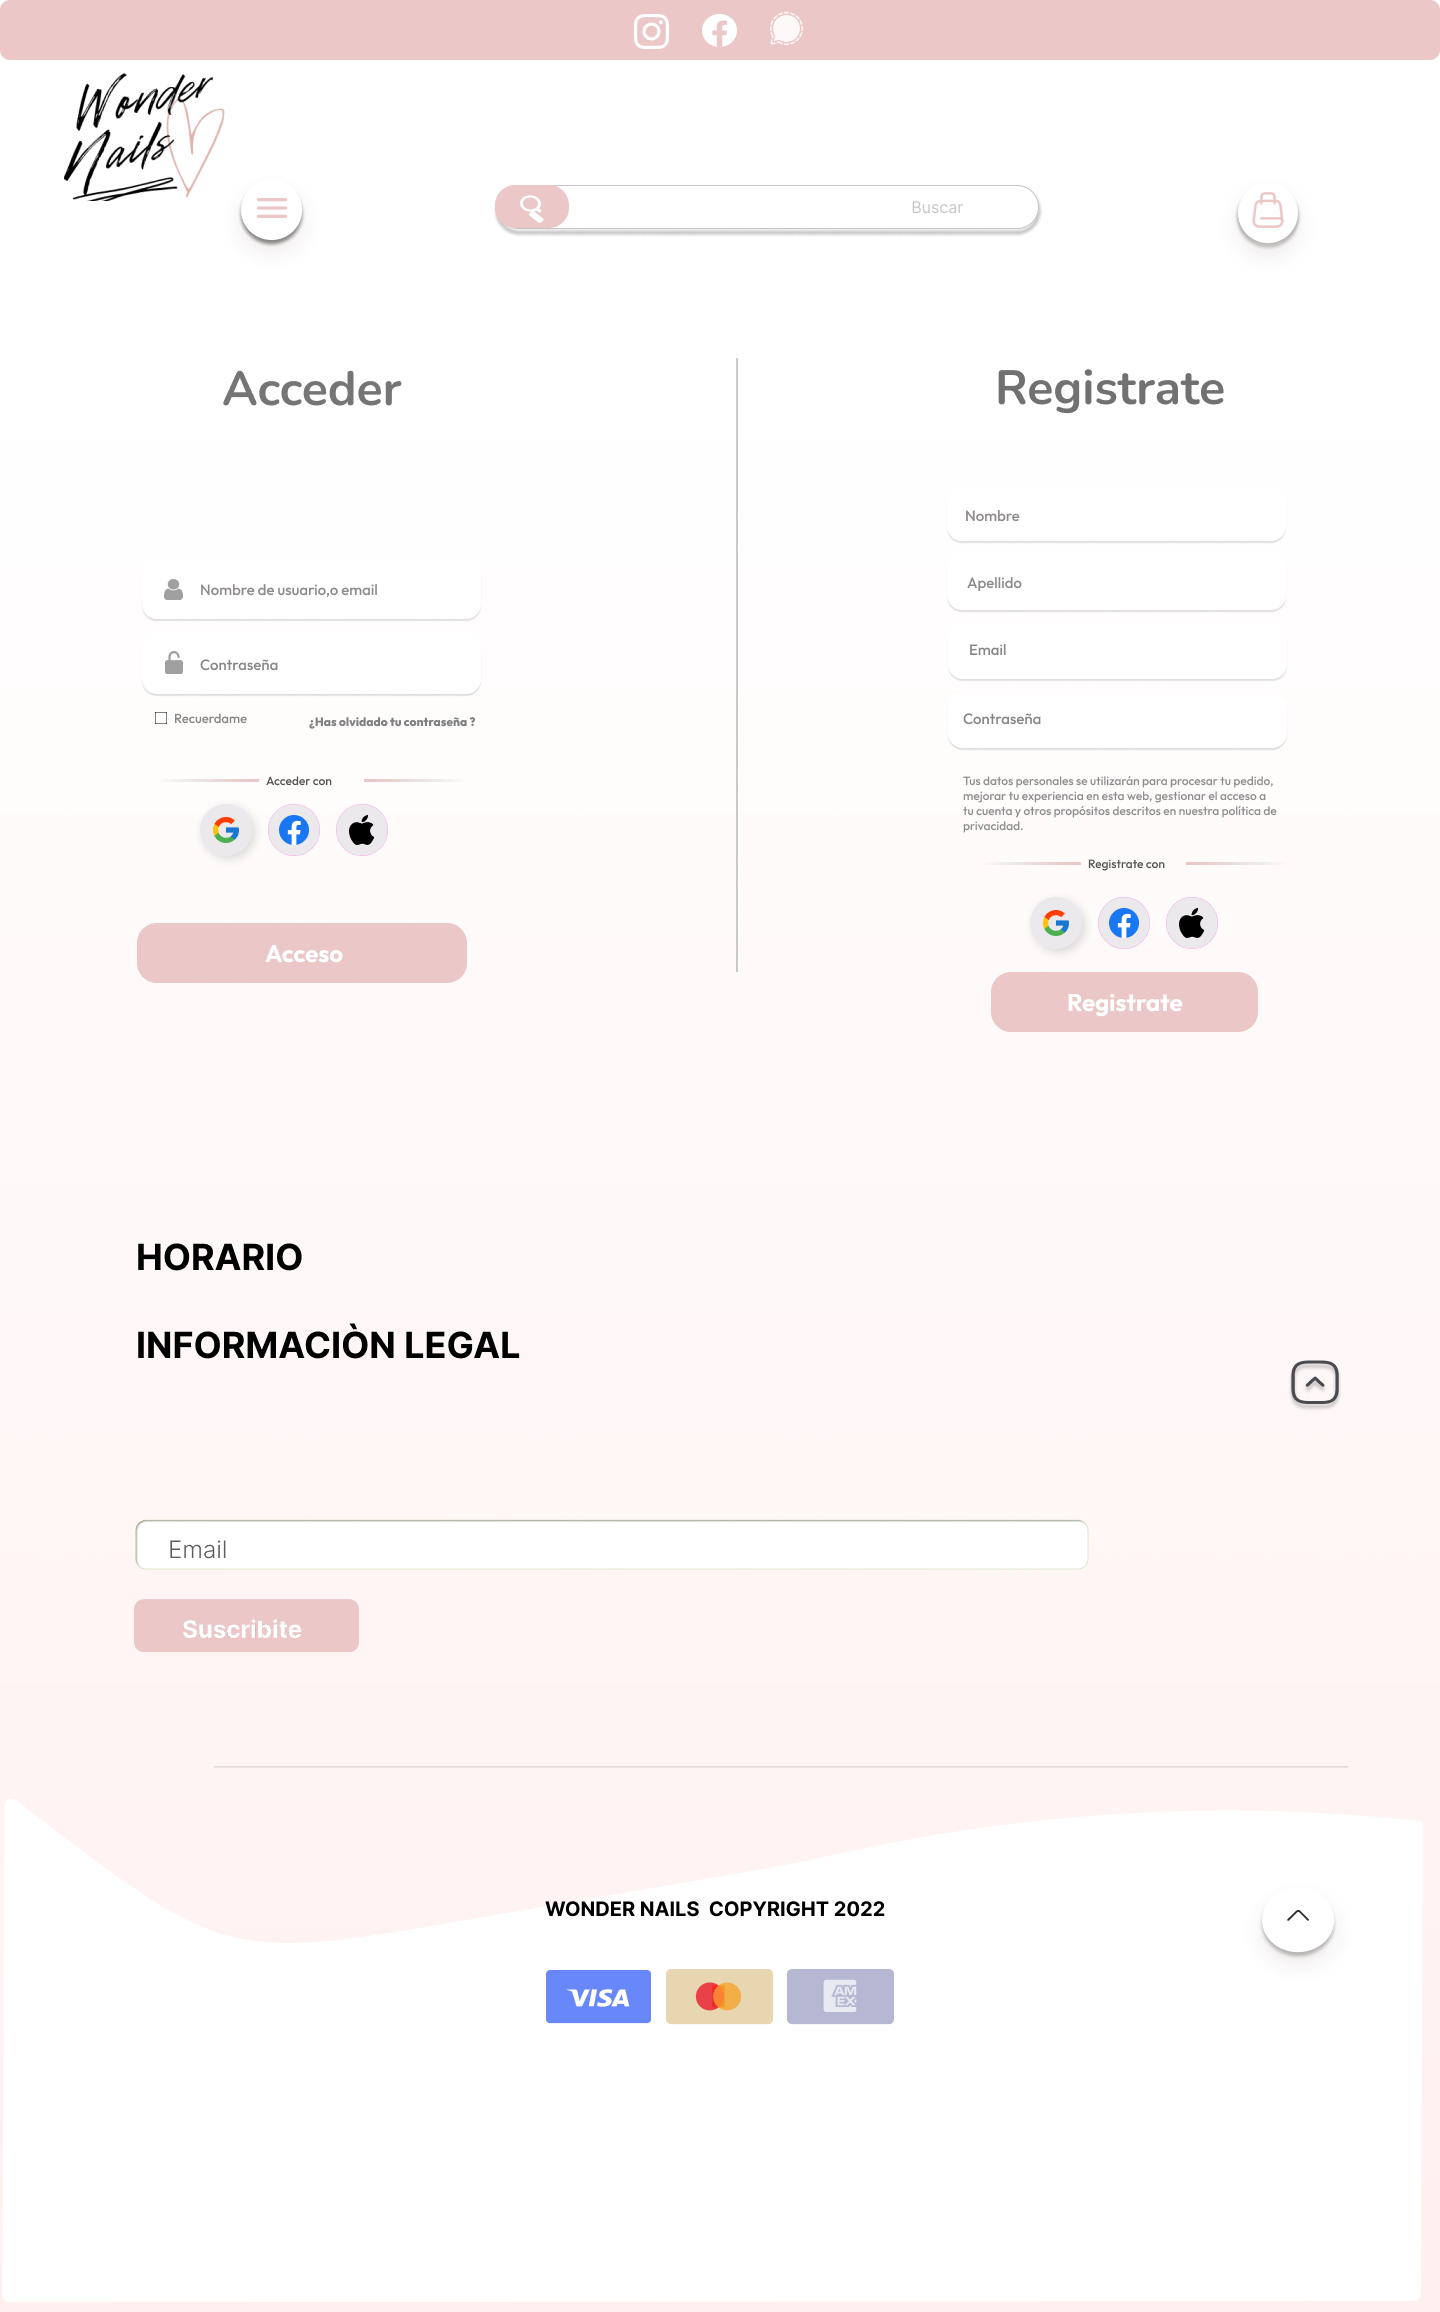 Wonder
Nails
Buscar
Acceder
Nombre de usuario,o email
Contraseña
Recuerdame
¿Has olvidado tu contraseña ?
Acceder con
Acceso
Registrate
Nombre
Apellido
Email
Contraseña
Tus datos personales se utilizarán para procesar tu pedido,
mejorar tu experiencia en esta web, gestionar el acceso a
tu cuenta y otros propósitos descritos en nuestra política de
privacidad.
Registrate con
Registrate
HORARIO
INFORMACIÒN LEGAL
Email
Suscribite
WONDER NAILS  COPYRIGHT 2022
VISA
AM
EX